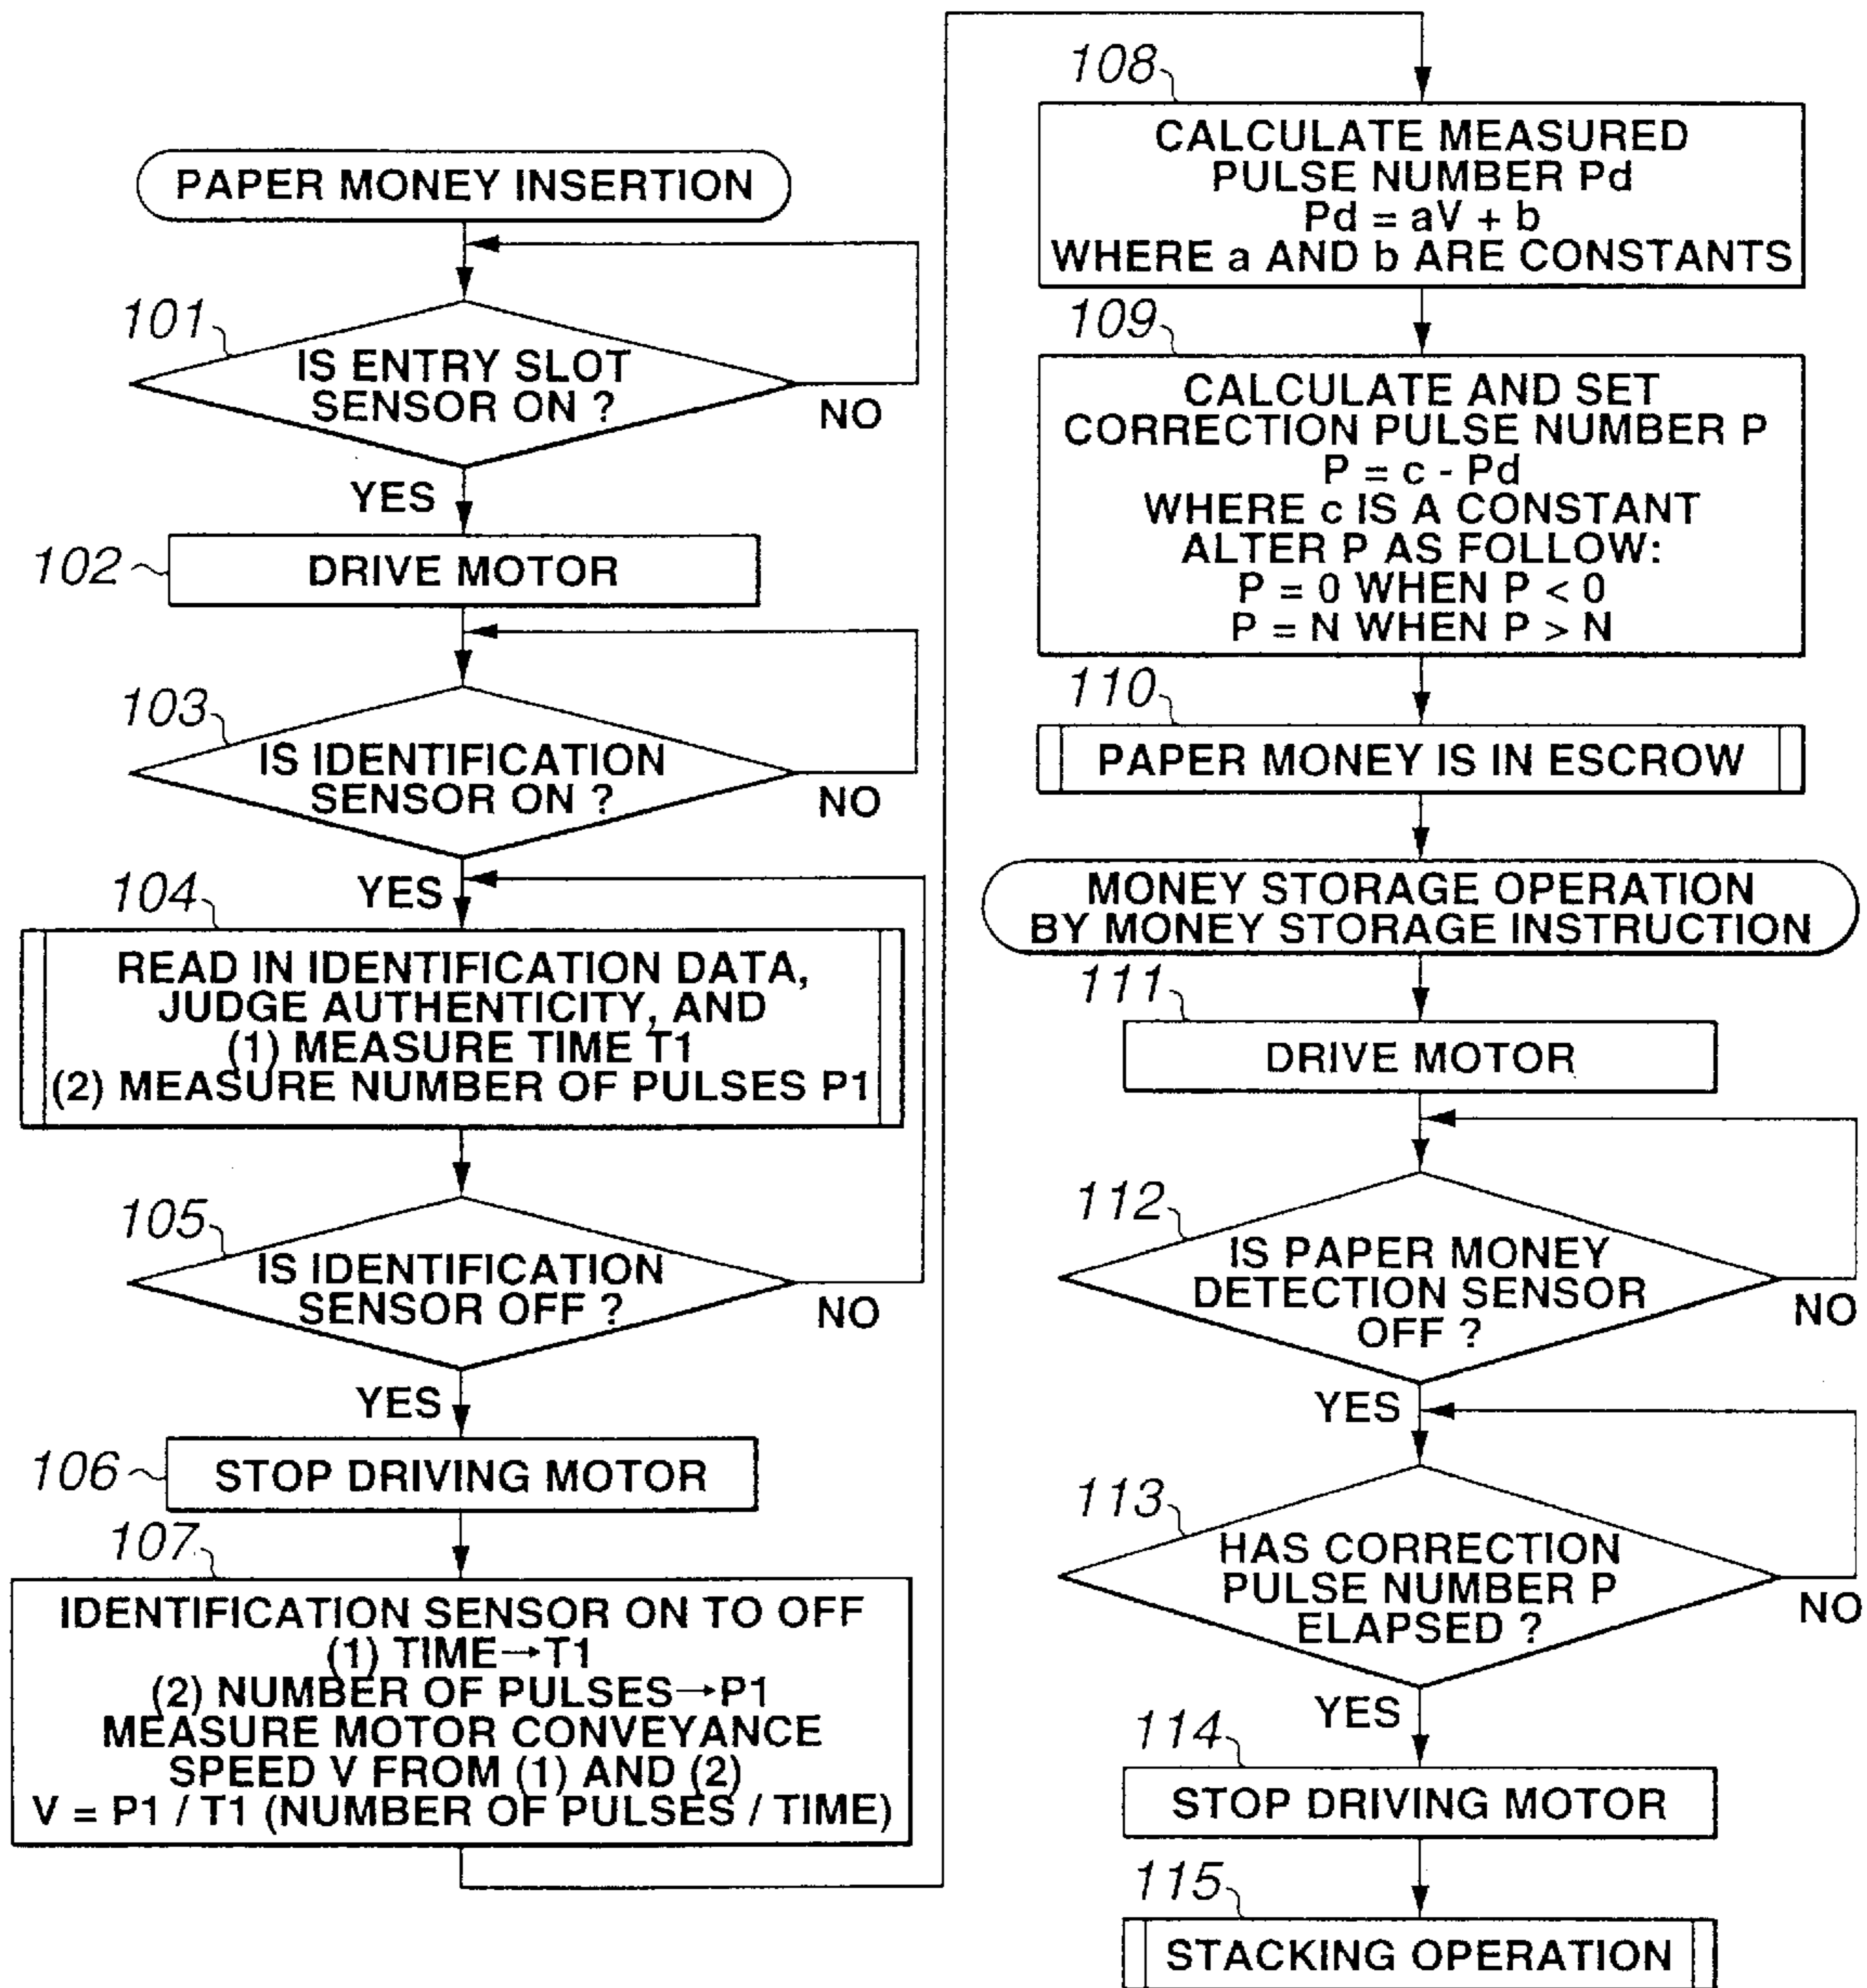 PAPER MONEY INSERTION
101
IS ENTRY SLOT
SENSOR ON ?
NO
YES
102
DRIVE MOTOR
103
IS IDENTIFICATION
SENSOR ON ?
NO
YES
104
READ IN IDENTIFICATION DATA,
JUDGE AUTHENTICITY, AND
(1) MEASURE TIME T1
(2) MEASURE NUMBER OF PULSES P1
105
IS IDENTIFICATION
SENSOR OFF ?
NO
YES
106
STOP DRIVING MOTOR
107
IDENTIFICATION SENSOR ON TO OFF
(1) TIME→T1
(2) NUMBER OF PULSES→P1
MEASURE MOTOR CONVEYANCE
SPEED V FROM (1) AND (2)
V = P1 / T1 (NUMBER OF PULSES / TIME)
108
CALCULATE MEASURED
PULSE NUMBER Pd
Pd = aV + b
WHERE a AND b ARE CONSTANTS
109
CALCULATE AND SET
CORRECTION PULSE NUMBER P
P = c - Pd
WHERE c IS A CONSTANT
ALTER P AS FOLLOW:
P = 0 WHEN P < 0
P = N WHEN P > N
110
PAPER MONEY IS IN ESCROW
MONEY STORAGE OPERATION
BY MONEY STORAGE INSTRUCTION
111
DRIVE MOTOR
112
IS PAPER MONEY
DETECTION SENSOR
OFF ?
NO
YES
113
HAS CORRECTION
PULSE NUMBER P
ELAPSED ?
NO
YES
114
STOP DRIVING MOTOR
115
STACKING OPERATION